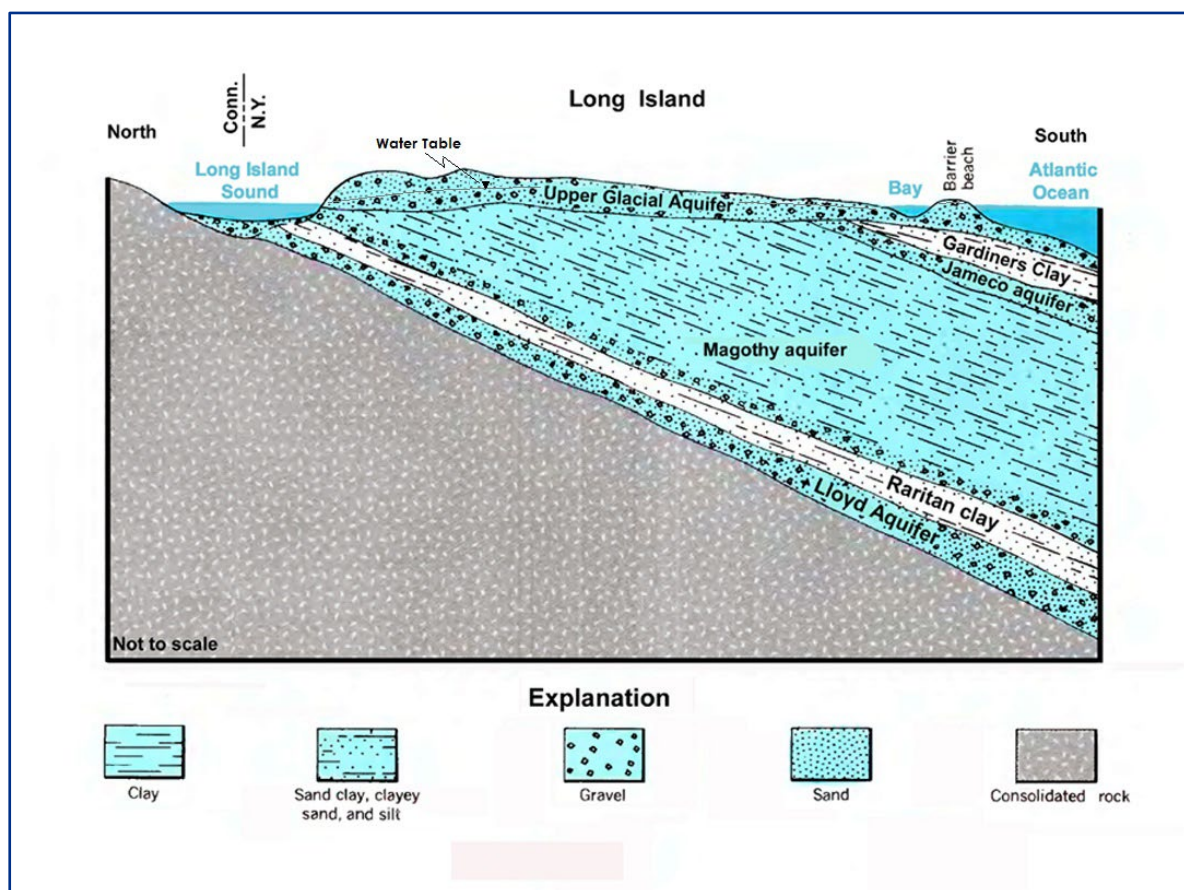 Long Island
Conn.
N.Y.
North
Water Table
South
Long Island
Sound
Bay
Barrier
beach
Atlantic
Ocean
Upper Glacial Aquifer
Gardiners Clay
Jameco aquifer
Magothy aquifer
Raritan clay
Lloyd Aquifer
Not to scale
Explanation
Clay
Sand clay, clayey
sand, and silt
Gravel
Sand
Consolidated rock